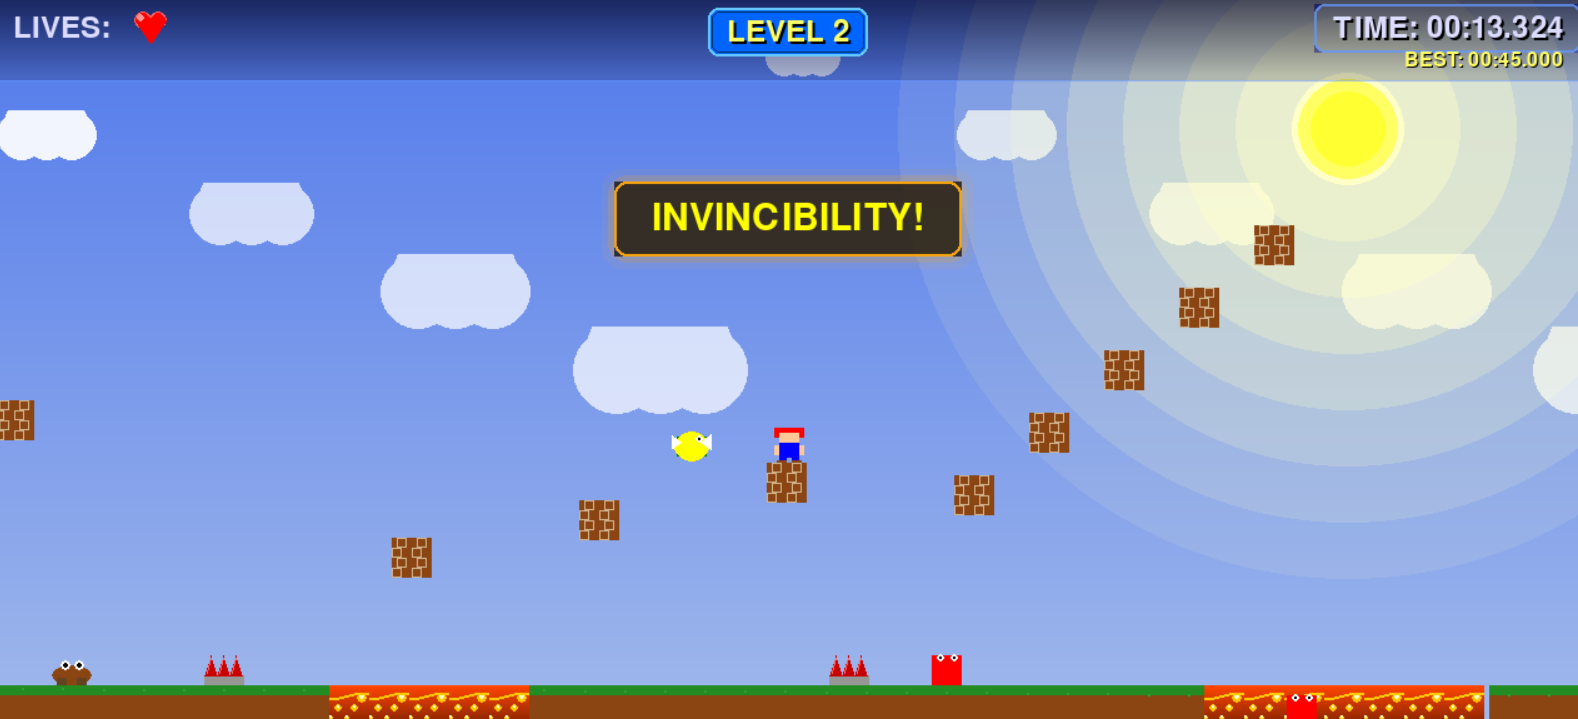 LIVES:
LEVEL 2
TIME: 00:13.324
BEST: 00:45.000
INVINCIBILITY!